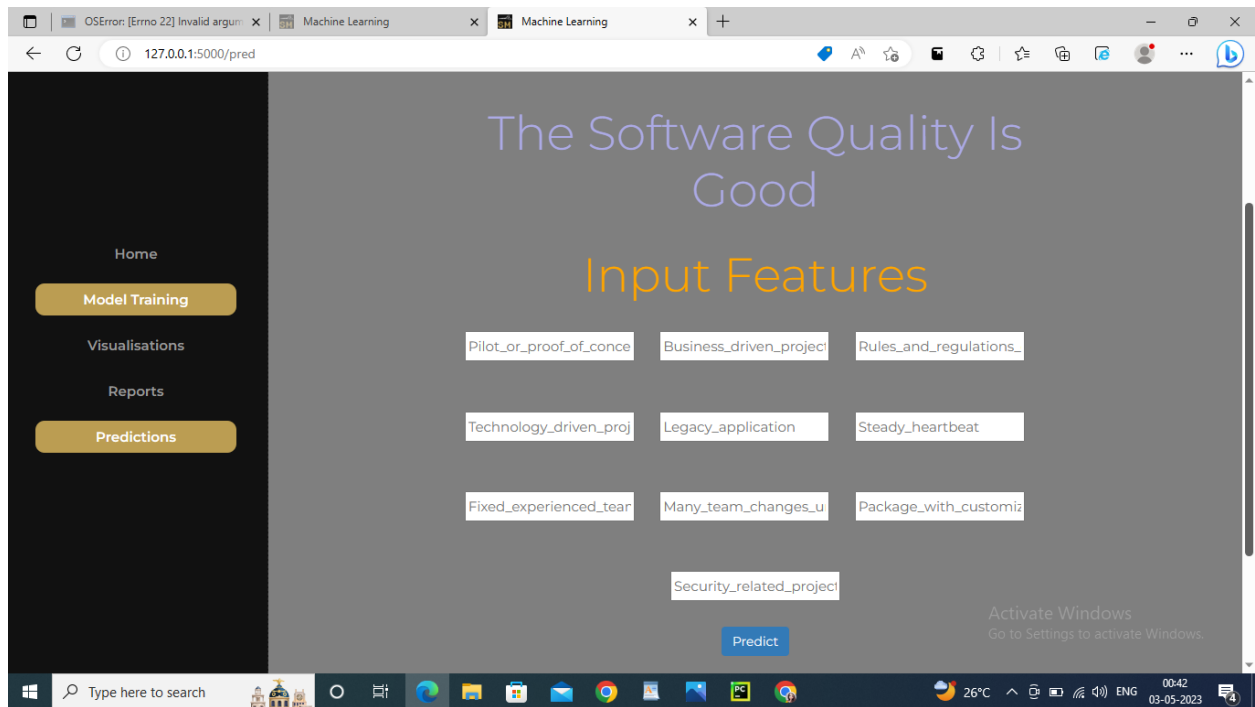 OSError: [Errno 22] Invalid argum
Machine Learning
Machine Learning
127.0.0.1:5000/pred
The Software Quality Is
Good
Input Features
Home
Model Training
Visualisations
Reports
Predictions
Pilot_or_proof_of_conce Business_driven_project Rules_and_regulations_
Technology_driven_proj Legacy_application Steady_heartbeat
Fixed_experienced_tear Many_team_changes_u Package_with_customiz
Security_related_project
Predict
Activate Windows
Go to Settings to activate Windows.
Type here to search
26°C
ENG
00:42
03-05-2023
4